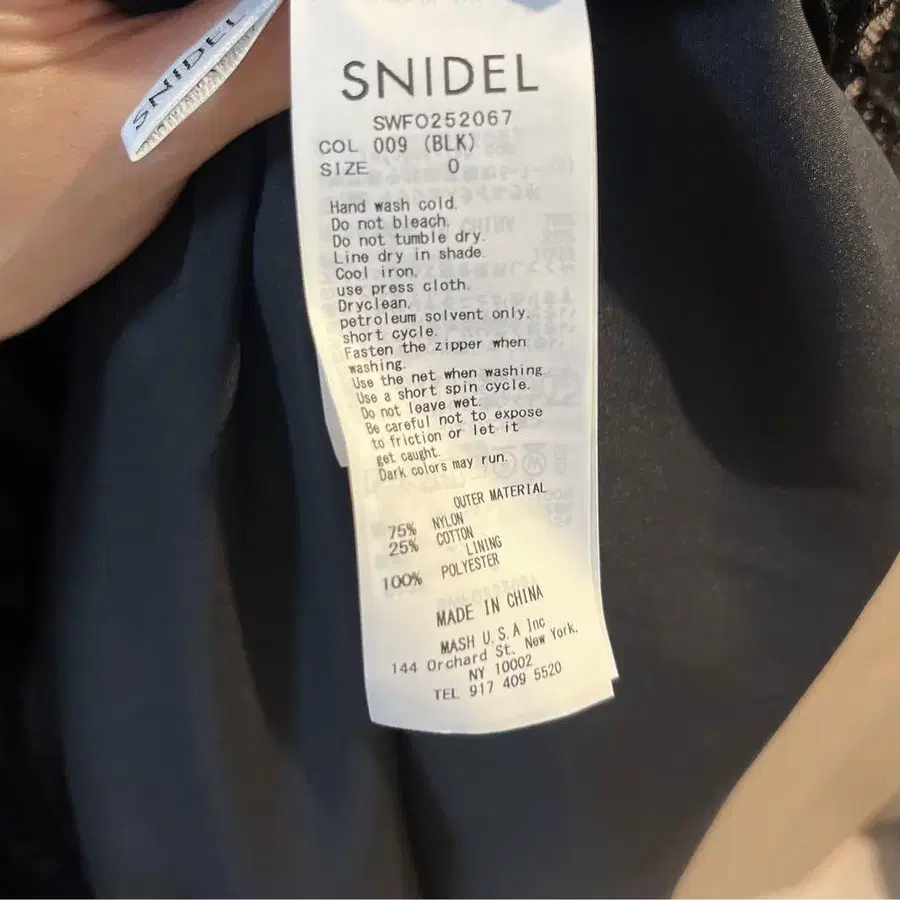 SNIDEL
SNIDEL
SWFO252067
COL 009 (BLK)
SIZE 0
Hand wash cold.
Do not bleach.
Do not tumble dry.
Line dry in shade.
Cool iron.
use press cloth.
Dryclean.
petroleum solvent only.
short cycle.
Fasten the zipper when
washing.
Use the net when washing
Use a short spin cycle.
Do not leave wet.
Be careful not to expose
to friction or let it
get caught.
Dark colors may run.
OUTER MATERIAL
75% NYLON
25% COTTON
LINING
100% POLYESTER
MADE IN CHINA
MASH U.S.A Inc
144 Orchard St. New York.
NY 10002
TEL 917 409 5520